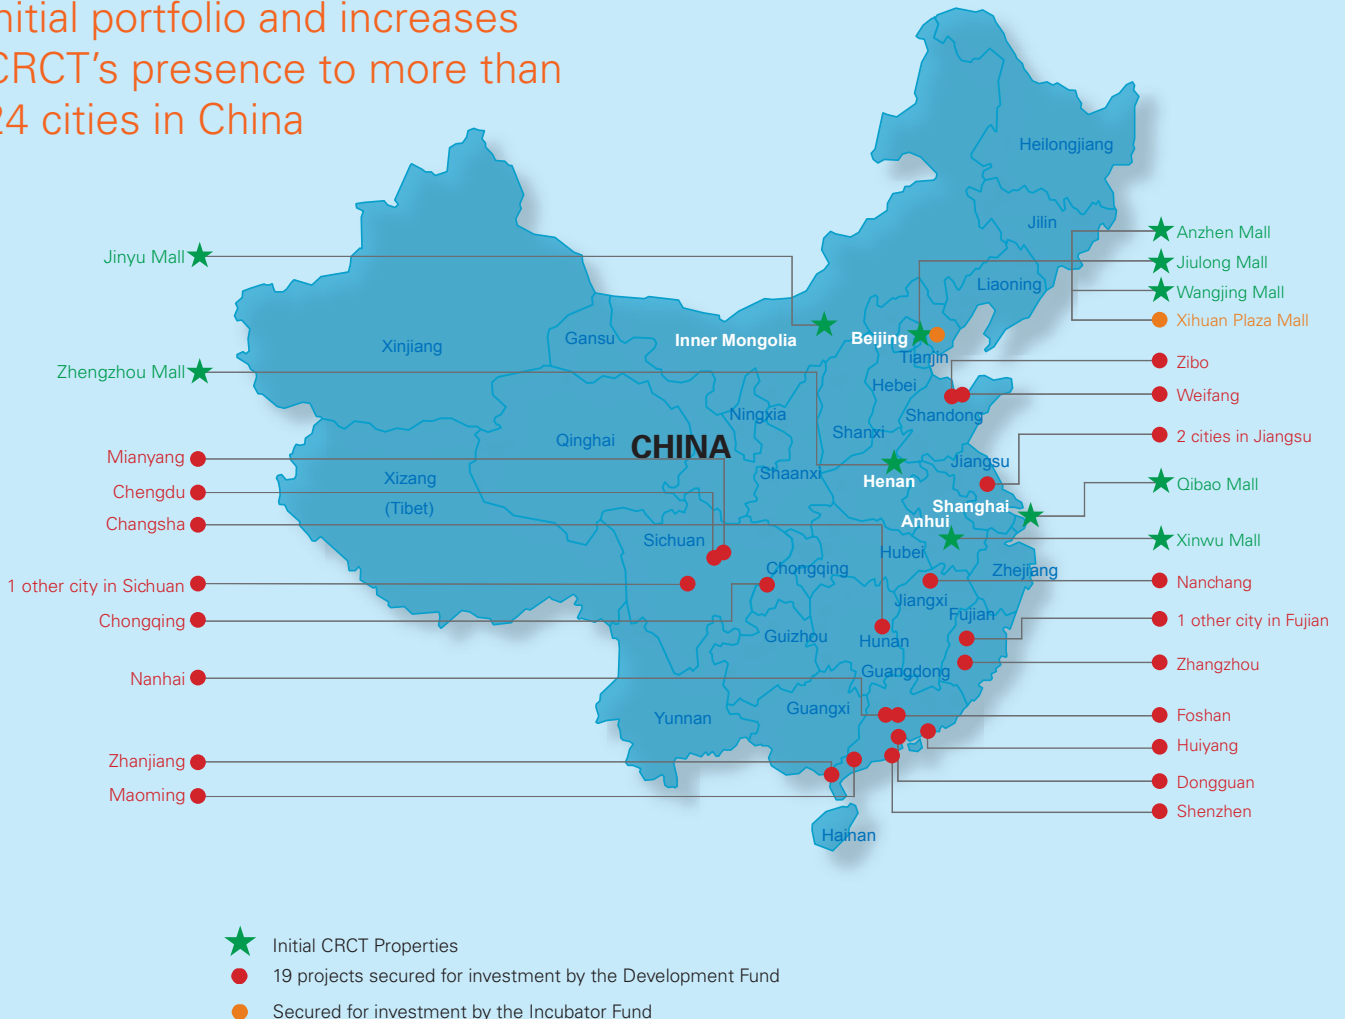 nitial portfolio and increases
CRCT's presence to more than
24 cities in China
Heilongjiang
Jilin
Liaoning
Jinyu Mall
Zhengzhou Mall
Mianyang
Chengdu
Changsha
1 other city in Sichuan
Chongqing
Nanhai
Zhanjiang
Maoming
Xinjiang
Gansu
Inner Mongolia
Beijing
Tianjin
Hebei
Shandong
Ningxia
Shanxi
Qinghai
CHINA
Xizang
(Tibet)
Shaanxi
Henan
Jiangsu
Shanghai
Anhui
Sichuan
Hubei
Chongqing
Zhejiang
Jiangxi
Fujian
Guizhou
Hunan
Guangdong
Guangxi
Yunnan
Hainan
Anzhen Mall
Jiulong Mall
Wangjing Mall
Xihuan Plaza Mall
Zibo
Weifang
2 cities in Jiangsu
Qibao Mall
Xinwu Mall
Nanchang
1 other city in Fujian
Zhangzhou
Foshan
Huiyang
Dongguan
Shenzhen
Initial CRCT Properties
19 projects secured for investment by the Development Fund
Secured for investment by the Incubator Fund